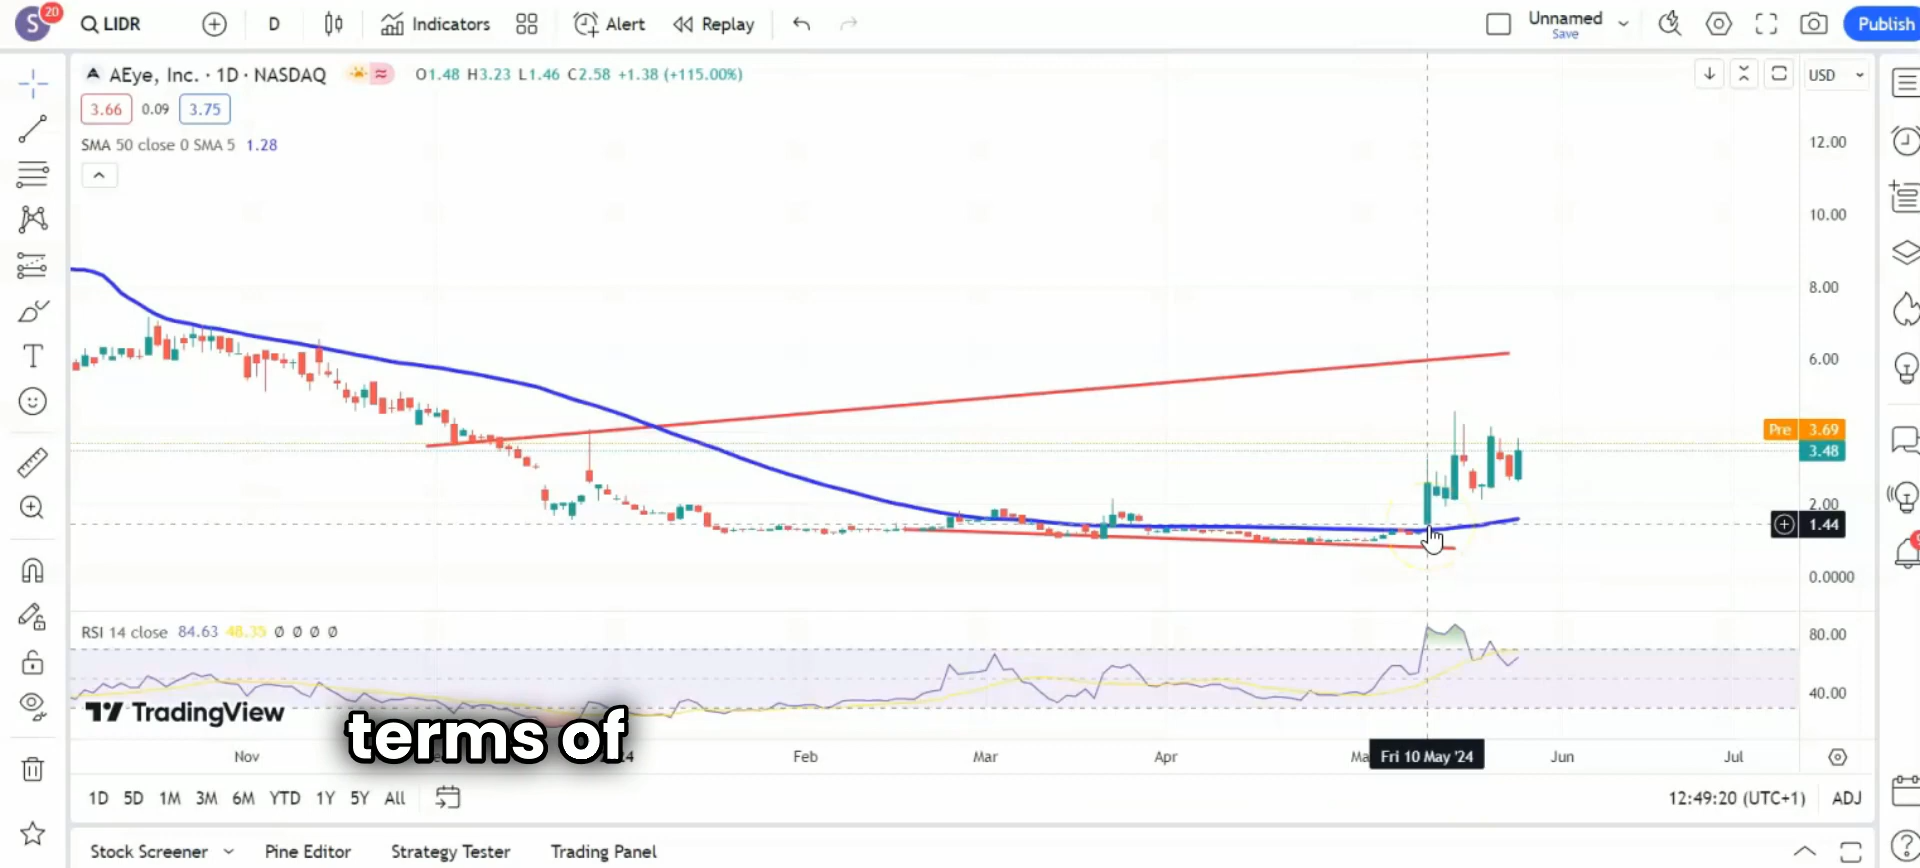 S 20 LIDR D Indicators Alert Replay Unnamed Save Publish
AEye, Inc. · 1D · NASDAQ O1.48 H3.23 L1.46 C2.58 +1.38 (+115.00%) USD
3.66 0.09 3.75
SMA 50 close 0 SMA 5 1.28
12.00
10.00
8.00
6.00
Pre 3.69
3.48
2.00
1.44
0.0000
RSI 14 close 84.63 48.35 Ø Ø Ø Ø
80.00
40.00
TradingView
terms of
Nov Feb Mar Apr Fri 10 May '24 Jun Jul
1D 5D 1M 3M 6M YTD 1Y 5Y All 12:49:20 (UTC+1) ADJ
Stock Screener Pine Editor Strategy Tester Trading Panel